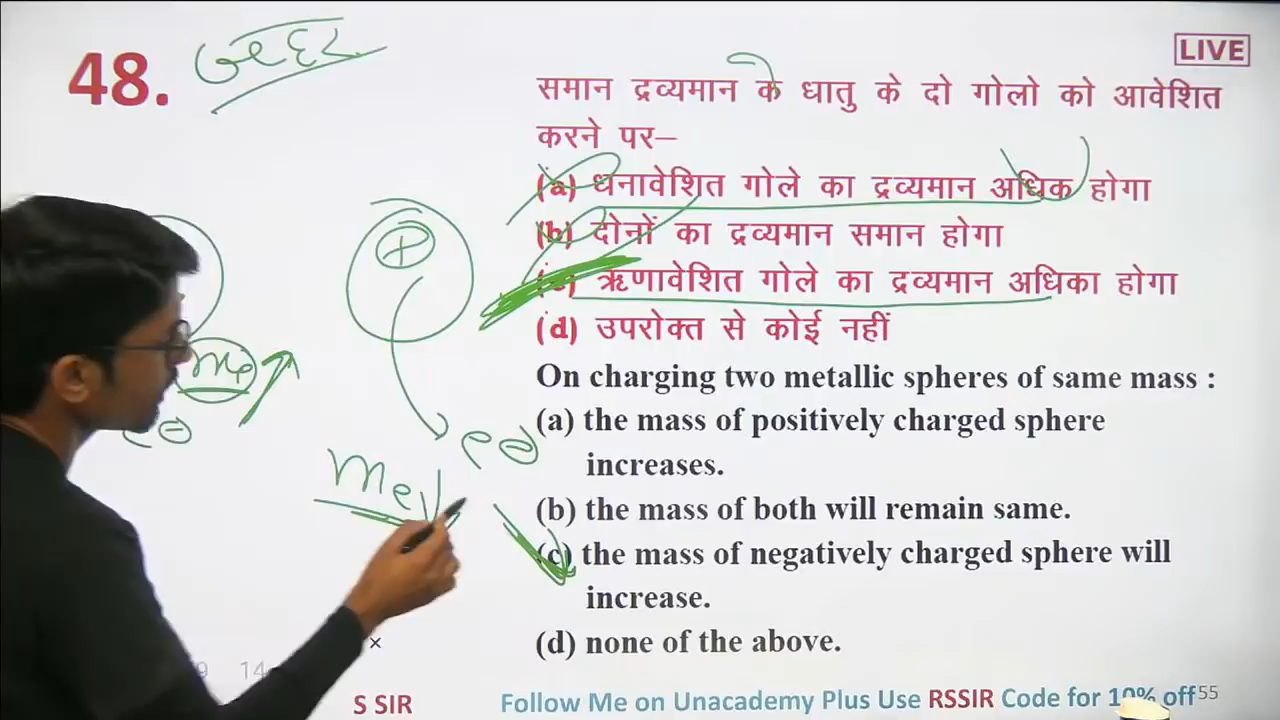 48.
LIVE
समान द्रव्यमान के धातु के दो गोलो को आवेशित
करने पर–
(a) धनावेशित गोले का द्रव्यमान अधिक होगा
(b) दोनों का द्रव्यमान समान होगा
(c) ऋणावेशित गोले का द्रव्यमान अधिका होगा
(d) उपरोक्त से कोई नहीं
On charging two metallic spheres of same mass :
(a) the mass of positively charged sphere
increases.
(b) the mass of both will remain same.
(c) the mass of negatively charged sphere will
increase.
(d) none of the above.
+
me
e⊖
e⊖
me↓
14
S SIR
Follow Me on Unacademy Plus Use RSSIR Code for 10% off
55